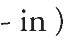 - in )